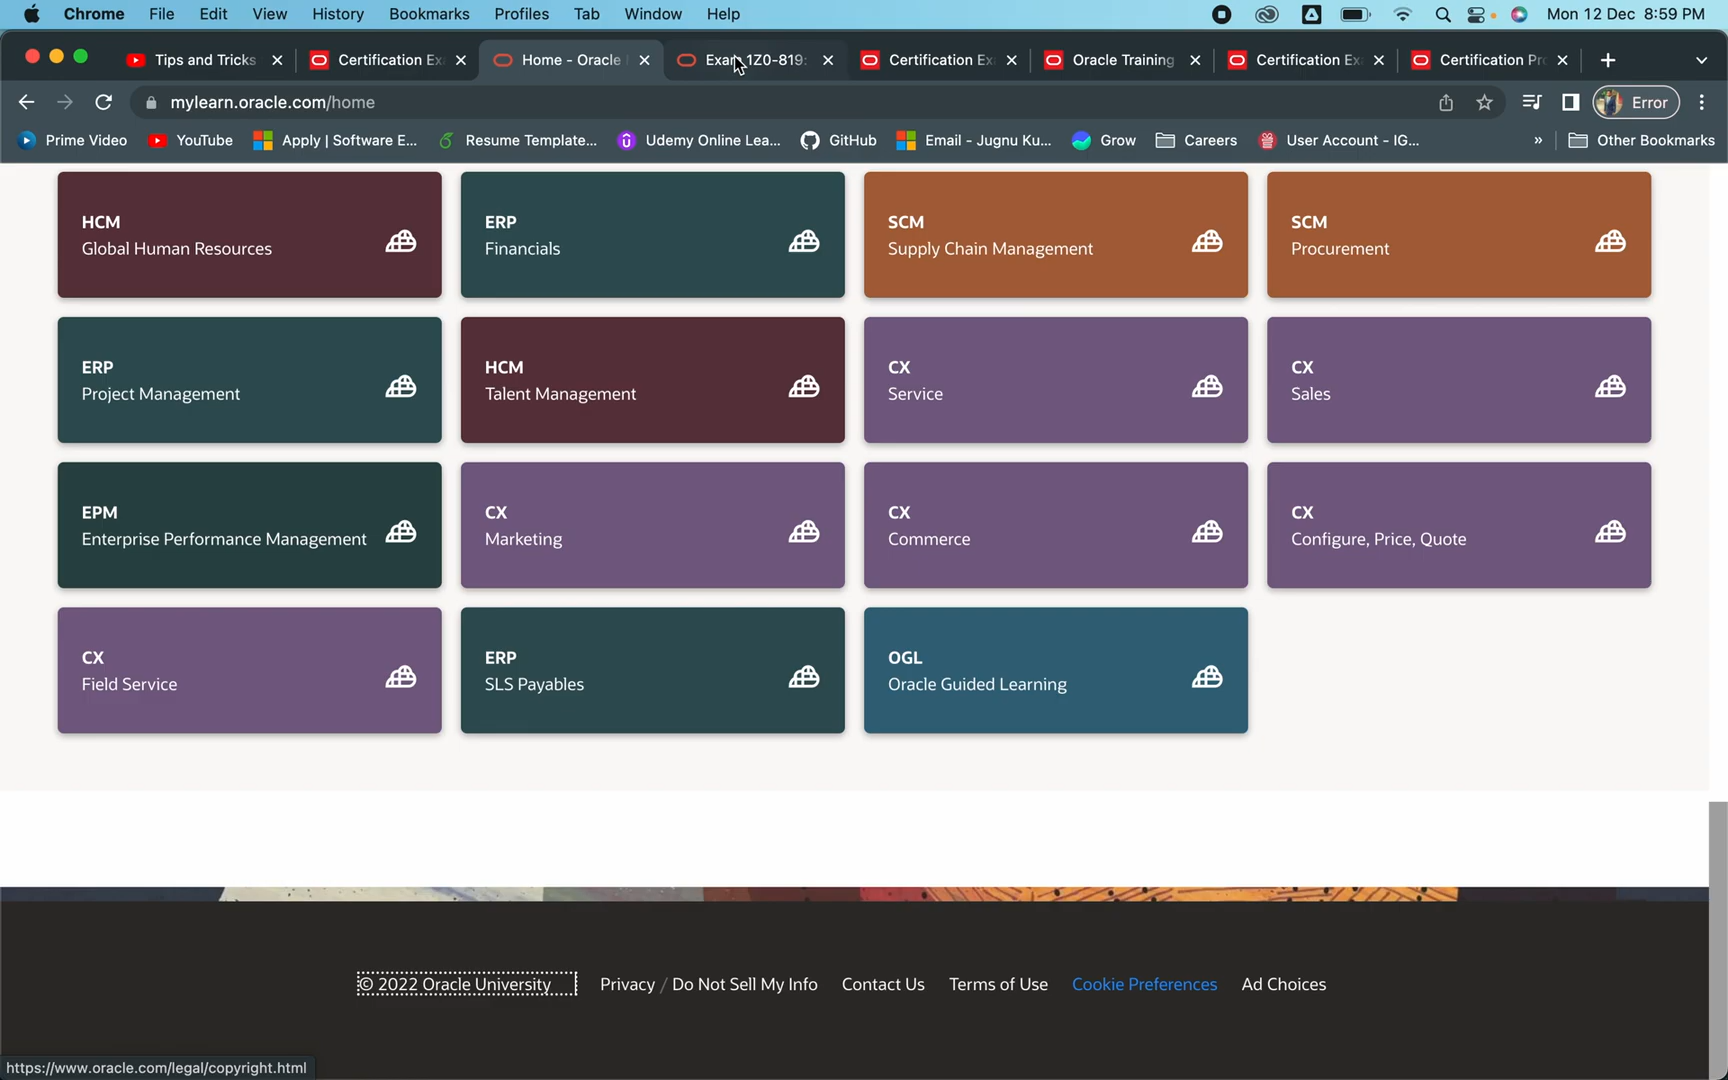 Chrome File Edit View History Bookmarks Profiles Tab Window Help Mon 12 Dec 8:59 PM
Tips and Tricks Certification Ex Home - Oracle Exam 1Z0-819: Certification Ex Oracle Training Certification Ex Certification Pr
mylearn.oracle.com/home Error
Prime Video YouTube Apply | Software E... Resume Template... Udemy Online Lea... GitHub Email - Jugnu Ku... Grow Careers User Account - IG... » Other Bookmarks
HCM ERP SCM SCM
Global Human Resources Financials Supply Chain Management Procurement
ERP HCM CX CX
Project Management Talent Management Service Sales
EPM CX CX CX
Enterprise Performance Management Marketing Commerce Configure, Price, Quote
CX ERP OGL
Field Service SLS Payables Oracle Guided Learning
© 2022 Oracle University Privacy / Do Not Sell My Info Contact Us Terms of Use Cookie Preferences Ad Choices
https://www.oracle.com/legal/copyright.html